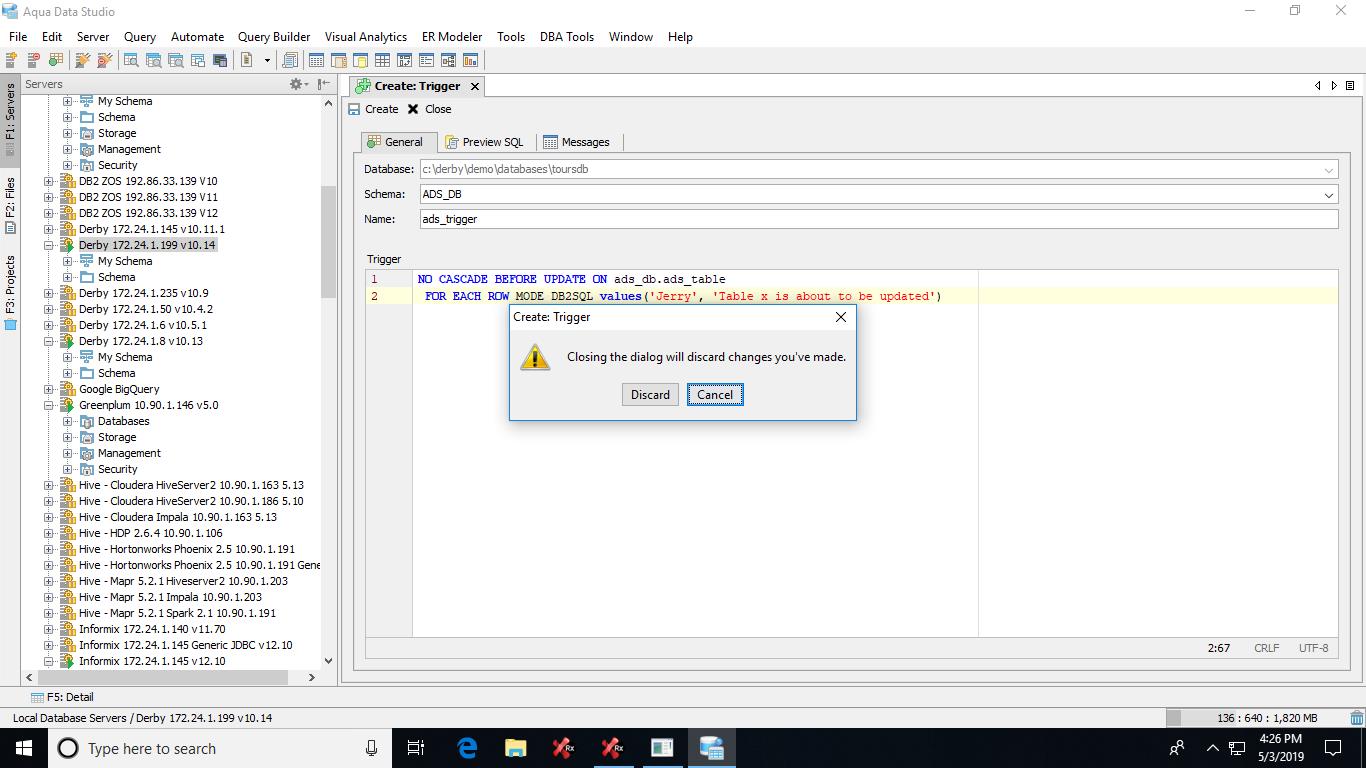 Aqua Data Studio
File Edit Server Query Automate Query Builder Visual Analytics ER Modeler Tools DBA Tools Window Help
F1: Servers
F2: Files
F3: Projects
Servers
My Schema
Schema
Storage
Management
Security
DB2 ZOS 192.86.33.139 V10
DB2 ZOS 192.86.33.139 V11
DB2 ZOS 192.86.33.139 V12
Derby 172.24.1.145 v10.11.1
Derby 172.24.1.199 v10.14
My Schema
Schema
Derby 172.24.1.235 v10.9
Derby 172.24.1.50 v10.4.2
Derby 172.24.1.6 v10.5.1
Derby 172.24.1.8 v10.13
My Schema
Schema
Google BigQuery
Greenplum 10.90.1.146 v5.0
Databases
Storage
Management
Security
Hive - Cloudera HiveServer2 10.90.1.163 5.13
Hive - Cloudera HiveServer2 10.90.1.186 5.10
Hive - Cloudera Impala 10.90.1.163 5.13
Hive - HDP 2.6.4 10.90.1.106
Hive - Hortonworks Phoenix 2.5 10.90.1.191
Hive - Hortonworks Phoenix 2.5 10.90.1.191 Gene
Hive - Mapr 5.2.1 Hiveserver2 10.90.1.203
Hive - Mapr 5.2.1 Impala 10.90.1.203
Hive - Mapr 5.2.1 Spark 2.1 10.90.1.191
Informix 172.24.1.140 v11.70
Informix 172.24.1.145 Generic JDBC v12.10
Informix 172.24.1.145 v12.10
Create: Trigger
Create Close
General Preview SQL Messages
Database: c:\derby\demo\databases\toursdb
Schema: ADS_DB
Name: ads_trigger
Trigger
1 NO CASCADE BEFORE UPDATE ON ads_db.ads_table
2 FOR EACH ROW MODE DB2SQL values('Jerry', 'Table x is about to be updated')
Create: Trigger
Closing the dialog will discard changes you've made.
Discard Cancel
2:67 CRLF UTF-8
F5: Detail
Local Database Servers / Derby 172.24.1.199 v10.14
136 : 640 : 1,820 MB
Type here to search
Rx
Rx
4:26 PM
5/3/2019